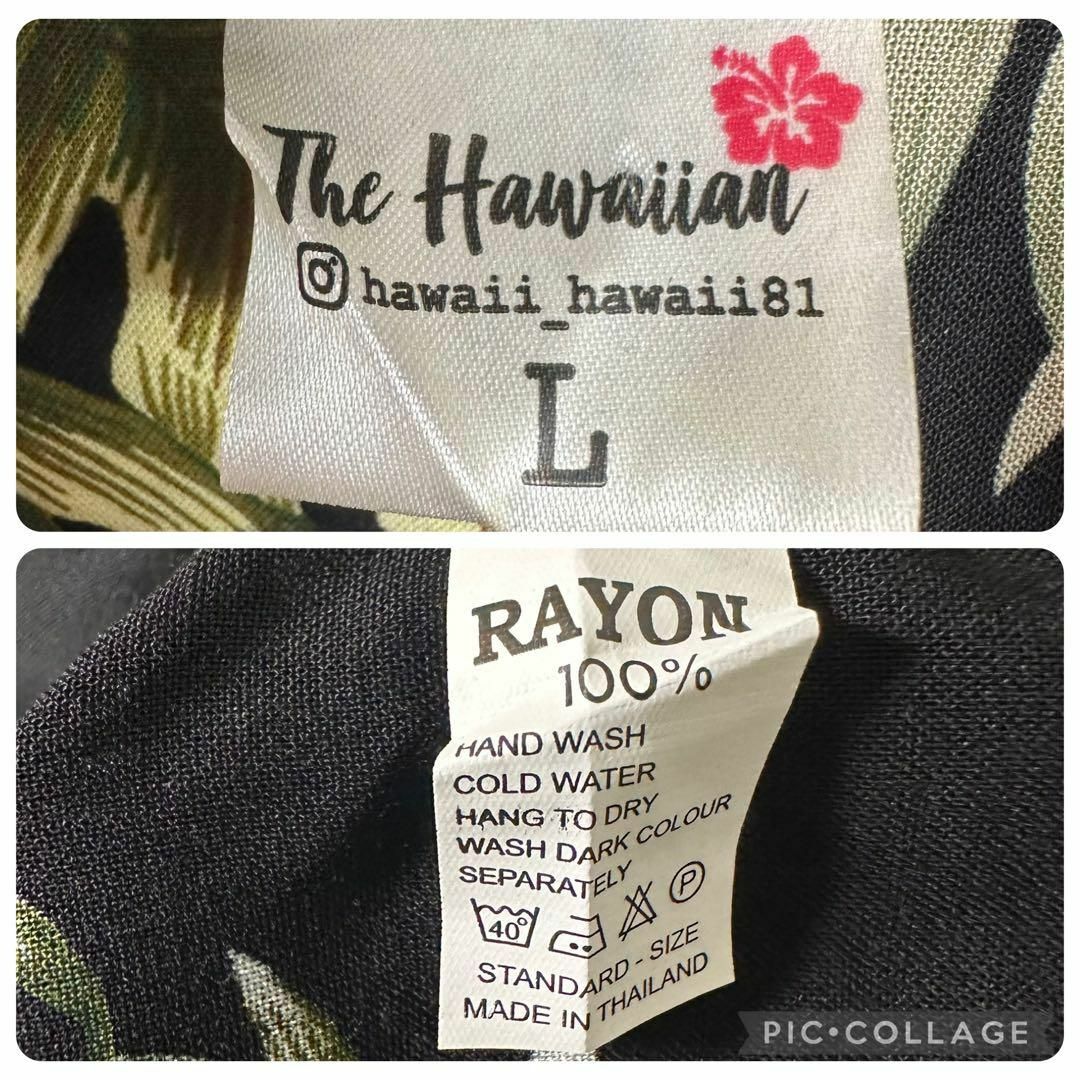 The Hawaiian
hawaii_hawaii81
L
RAYON
100%
HAND WASH
COLD WATER
HANG TO DRY
WASH DARK COLOUR
SEPARATELY
40° P
STANDARD - SIZE
MADE IN THAILAND
PIC•COLLAGE